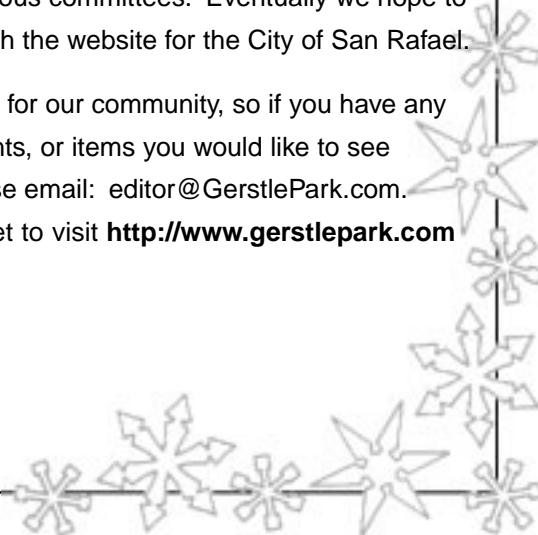 ous committees. Eventually we hope to
h the website for the City of San Rafael.
for our community, so if you have any
nts, or items you would like to see
se email: editor@GerstlePark.com.
et to visit http://www.gerstlepark.com